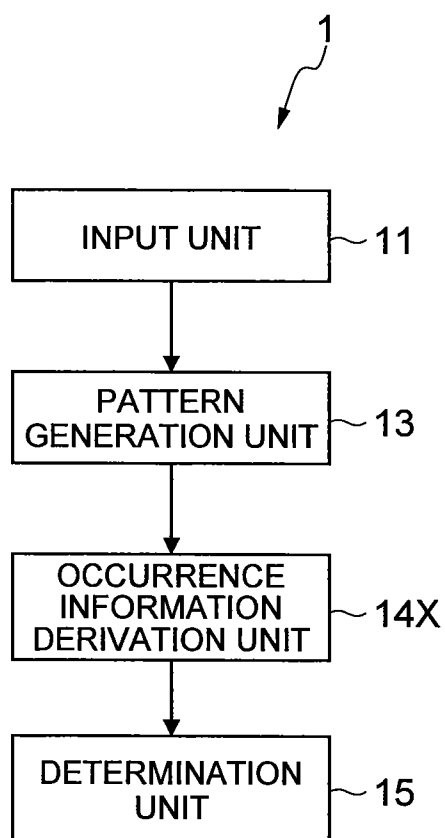 1
INPUT UNIT
11
PATTERN
GENERATION UNIT
13
OCCURRENCE
INFORMATION
DERIVATION UNIT
14X
DETERMINATION
UNIT
15